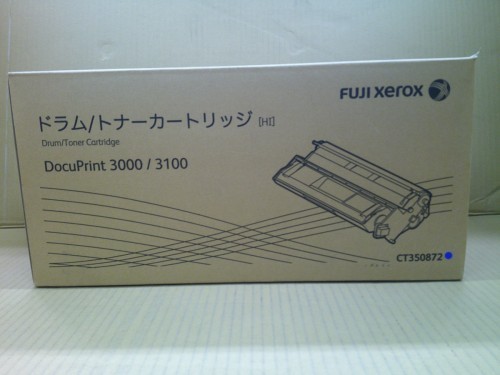 FUJI xerox
ドラム/トナーカートリッジ [HI]
Drum/Toner Cartridge
DocuPrint 3000 / 3100
CT350872